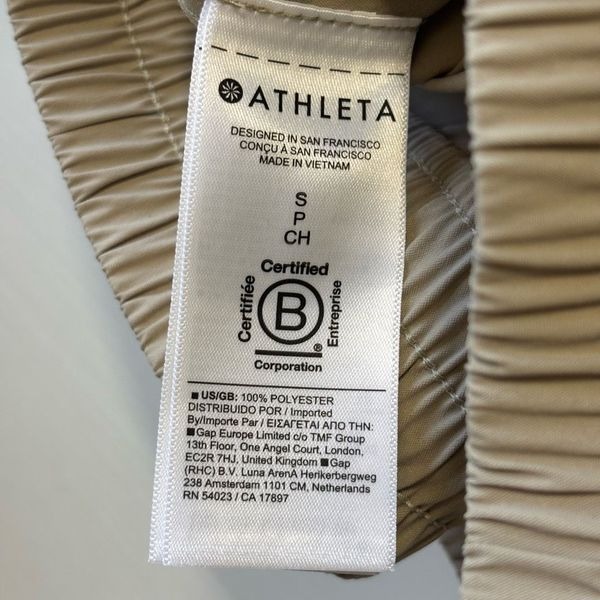 ATHLETA
DESIGNED IN SAN FRANCISCO
CONÇU À SAN FRANCISCO
MADE IN VIETNAM
S
P
CH
Certified
Certifiée
B
Entreprise
®
Corporation
■ US/GB: 100% POLYESTER
DISTRIBUIDO POR / Imported
By/Importe Par / ΕΙΣΑΓΕΤΑΙ ΑΠΟ ΤΗΝ:
■Gap Europe Limited c/o TMF Group
13th Floor, One Angel Court, London,
EC2R 7HJ, United Kingdom ■Gap
(RHC) B.V. Luna ArenA Herikerbergweg
238 Amsterdam 1101 CM, Netherlands
RN 54023 / CA 17897